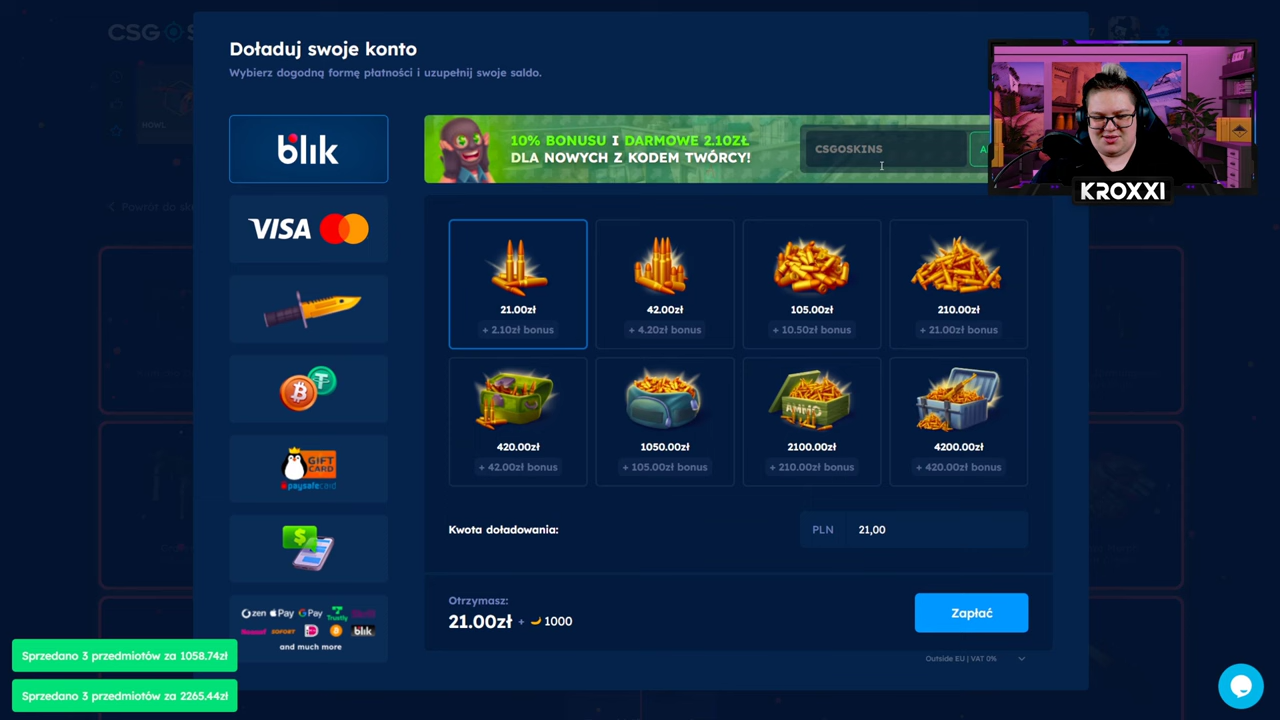 CSGO
HOWL
Doładuj swoje konto
Wybierz dogodną formę płatności i uzupełnij swoje saldo.
blik
VISA
GIFT CARD
paysafecard
zen Pay G Pay Trustly
SOFORT iD blik
and much more
10% BONUSU I DARMOWE 2.10ZŁ
DLA NOWYCH Z KODEM TWÓRCY!
CSGOSKINS
A
KROXXI
21.00zł
+ 2.10zł bonus
42.00zł
+ 4.20zł bonus
105.00zł
+ 10.50zł bonus
210.00zł
+ 21.00zł bonus
420.00zł
+ 42.00zł bonus
1050.00zł
+ 105.00zł bonus
AMMO
2100.00zł
+ 210.00zł bonus
4200.00zł
+ 420.00zł bonus
Kwota doładowania:
PLN 21,00
Otrzymasz:
21.00zł + 1000
Zapłać
Outside EU | VAT 0%
Sprzedano 3 przedmiotów za 1058.74zł
Sprzedano 3 przedmiotów za 2265.44zł